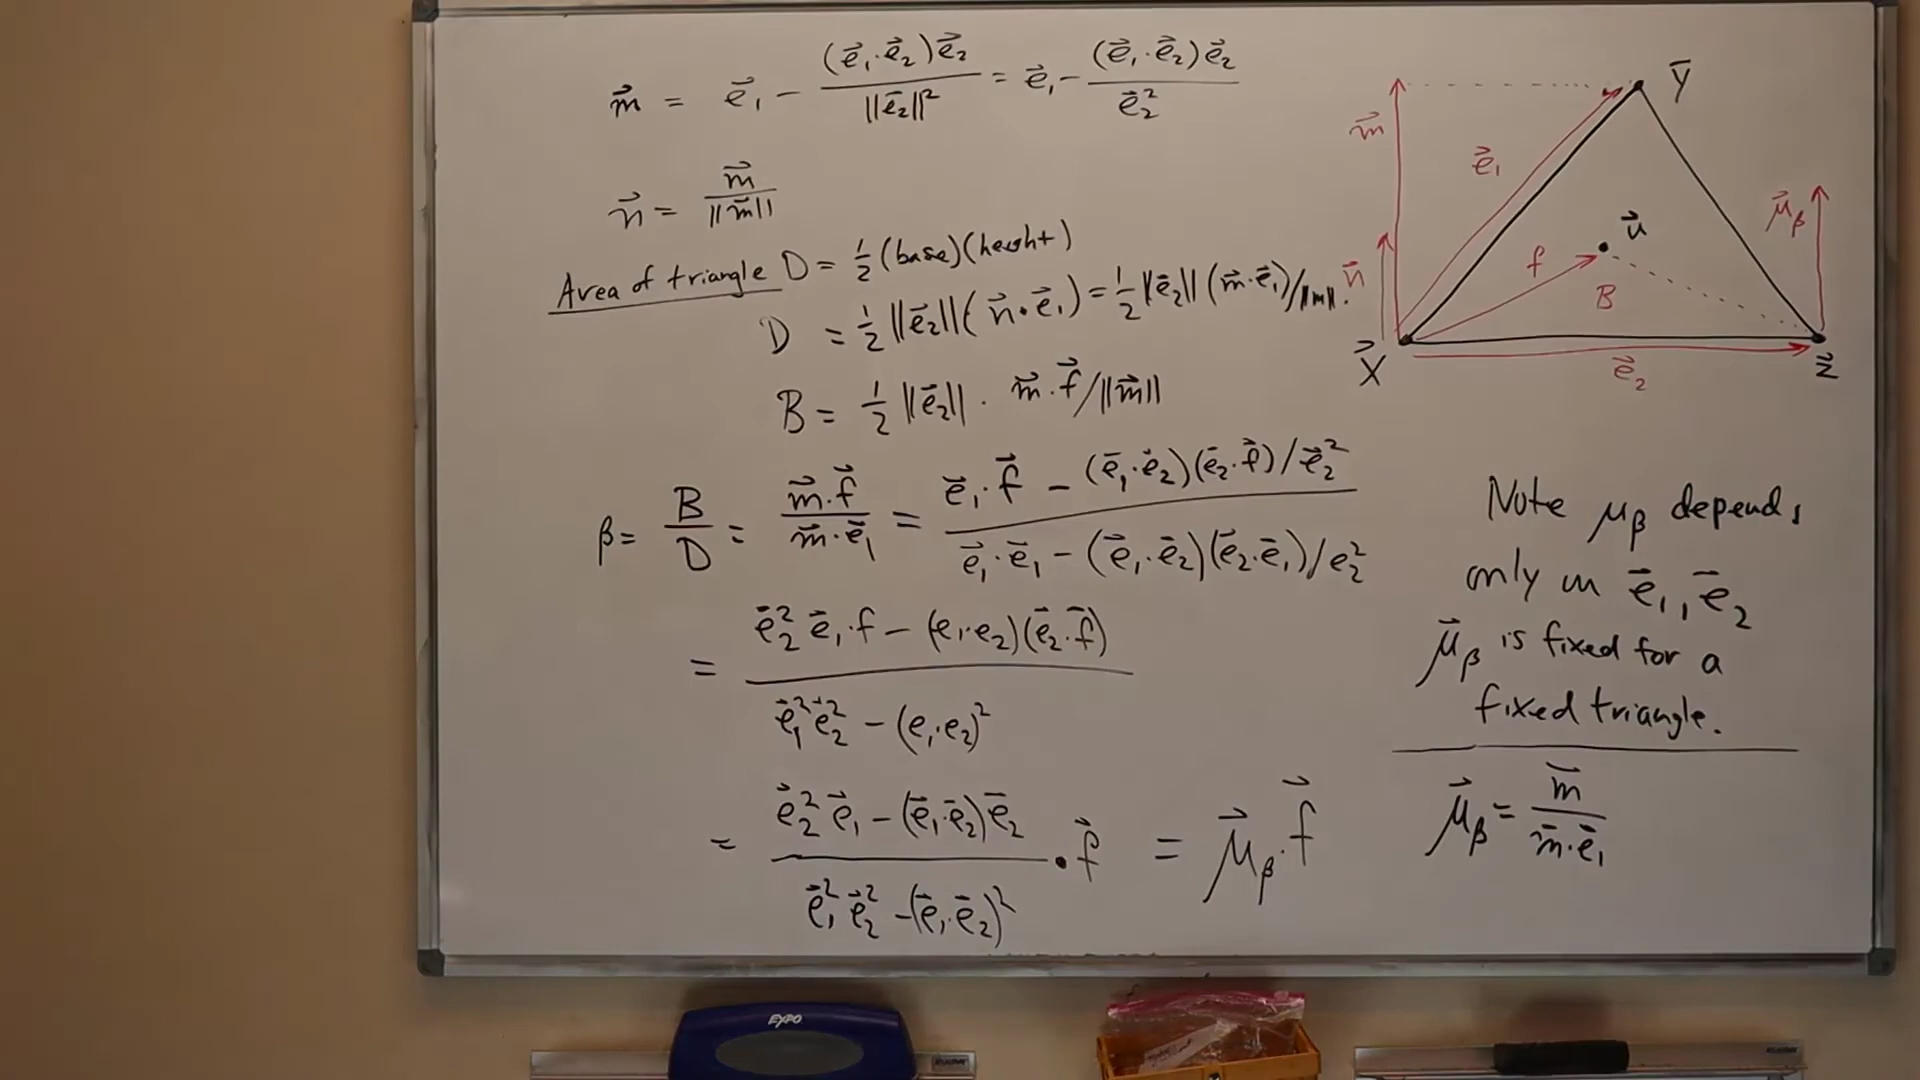 m⃗ = e⃗₁ − (e⃗₁·e⃗₂)e⃗₂ / ||e⃗₂||² = e⃗₁ − (e⃗₁·e⃗₂)e⃗₂ / e⃗₂²
n⃗ = m⃗ / ||m⃗||
Area of triangle D = ½ (base)(height)
D = ½ ||e⃗₂|| (n⃗·e⃗₁) = ½ ||e⃗₂|| (m⃗·e⃗₁)/||m||.
B = ½ ||e⃗₂|| · m⃗·f⃗/||m⃗||
β = B/D = m⃗·f⃗ / m⃗·e⃗₁ = (e⃗₁·f⃗ − (e⃗₁·e⃗₂)(e⃗₂·f⃗)/e⃗₂²) / (e⃗₁·e⃗₁ − (e⃗₁·e⃗₂)(e⃗₂·e⃗₁)/e₂²)
= (e⃗₂² e⃗₁·f − (e₁·e₂)(e⃗₂·f⃗)) / (e⃗₁² e⃗₂² − (e₁·e₂)²)
= (e⃗₂² e⃗₁ − (e⃗₁·e⃗₂)e⃗₂) / (e⃗₁² e⃗₂² − (e⃗₁·e⃗₂)²) · f⃗ = μ⃗β · f⃗
Y⃗
m⃗
e⃗₁
μ⃗β
u⃗
f
n⃗
B
X⃗
e⃗₂
Z⃗
Note μβ depends
only on e⃗₁, e⃗₂
μ⃗β is fixed for a
fixed triangle.
μ⃗β = m⃗ / m⃗·e⃗₁
EXPO